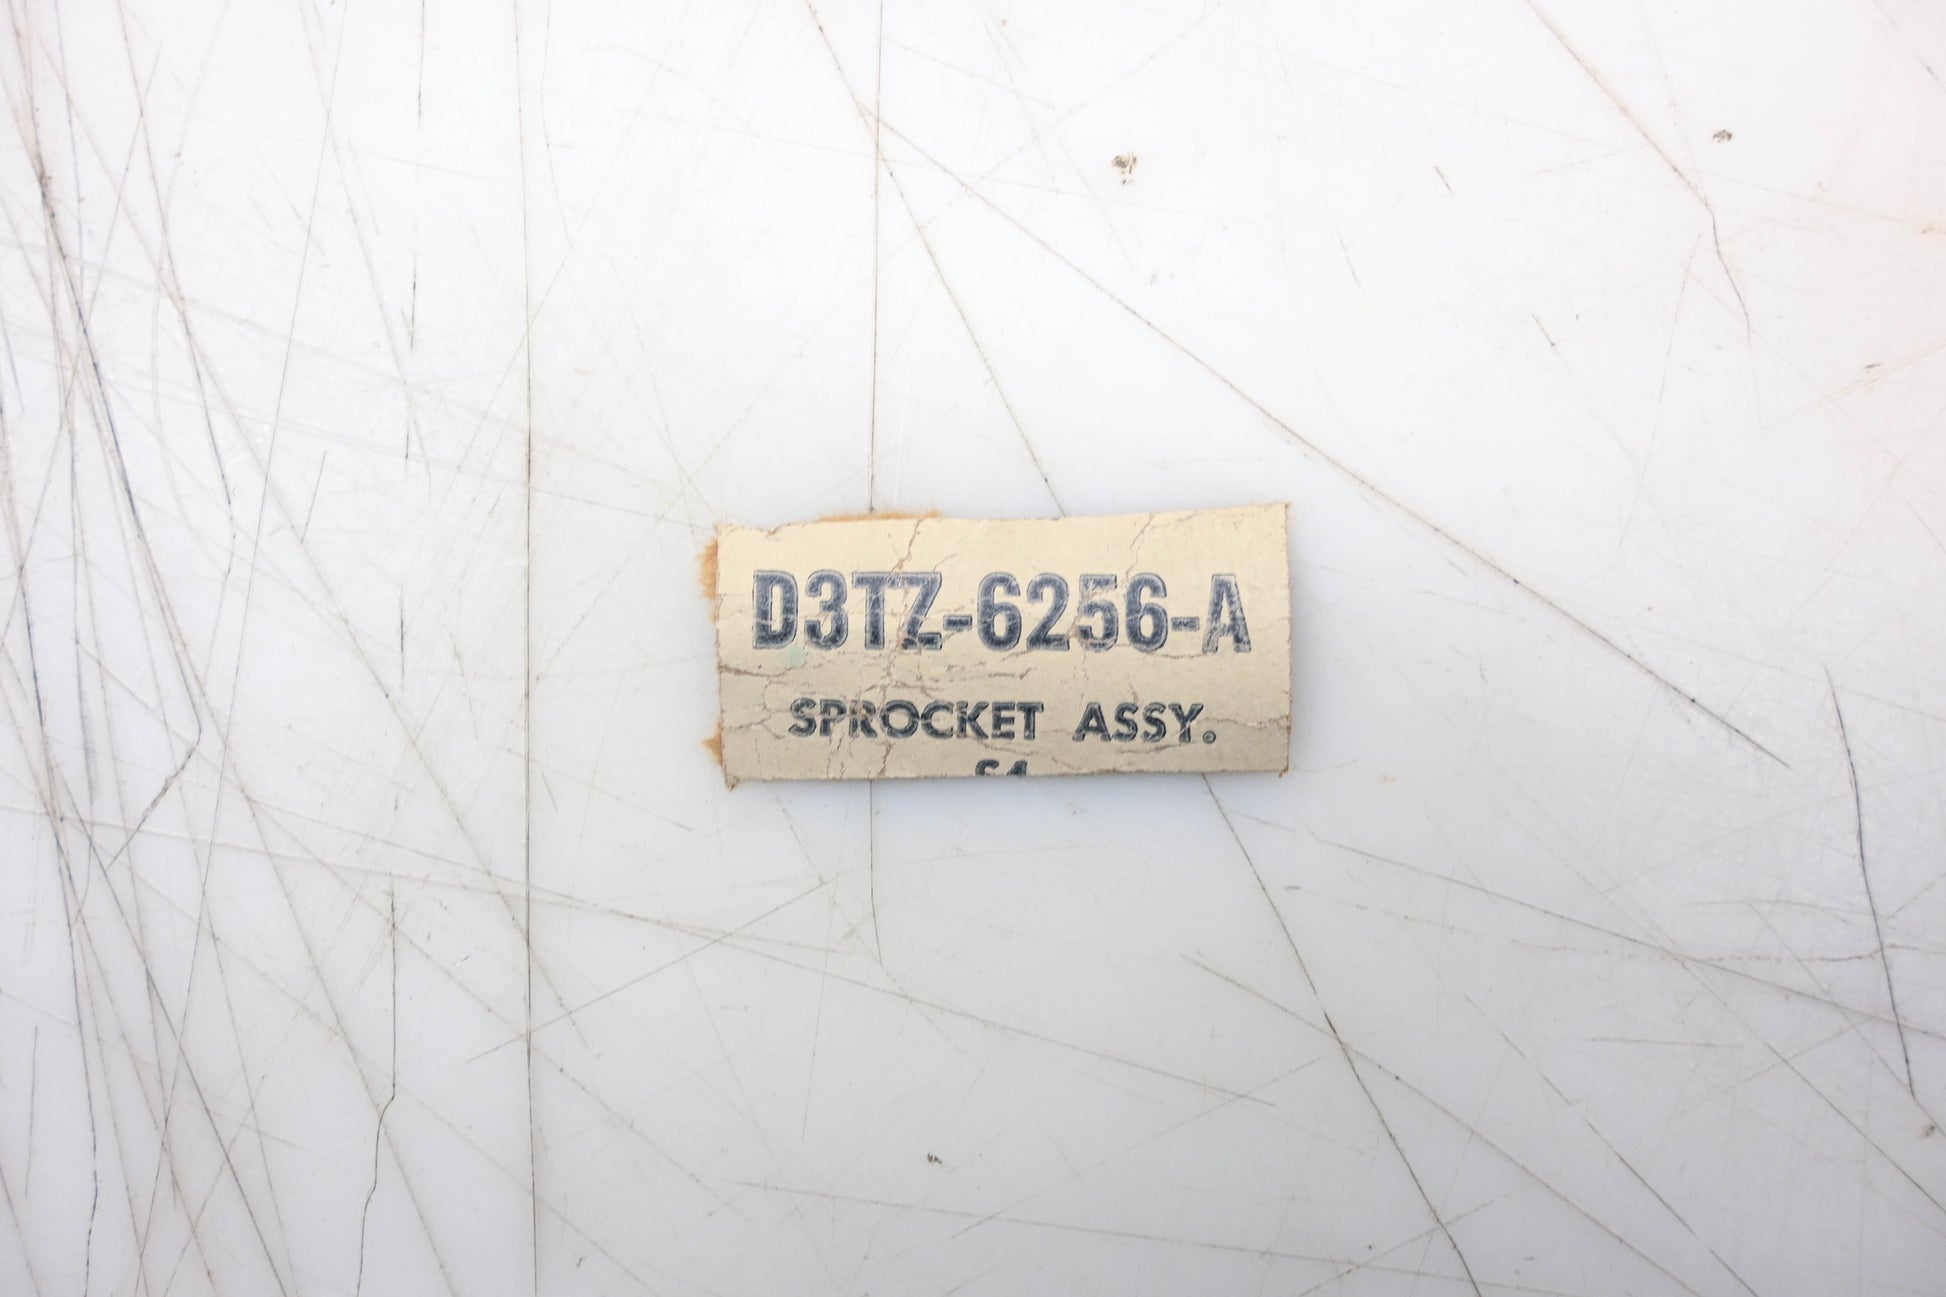 D3TZ-6256-A
SPROCKET ASSY.